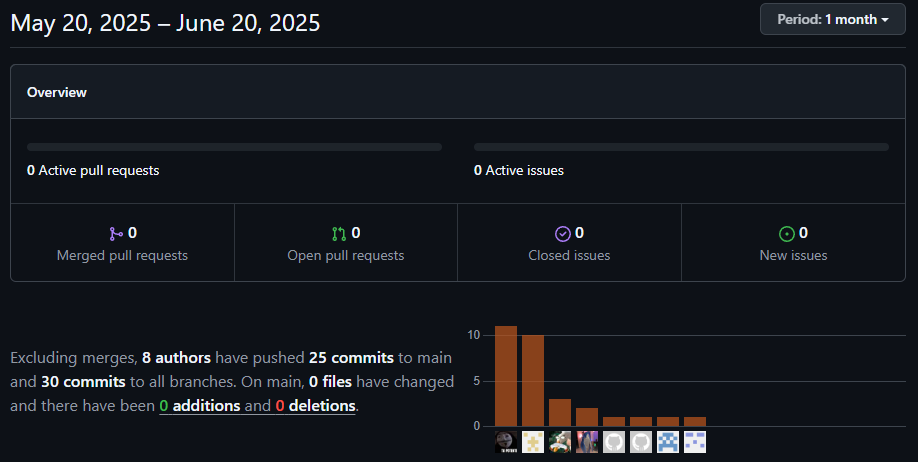 May 20, 2025 – June 20, 2025
Period: 1 month
Overview
0 Active pull requests
0 Active issues
0
Merged pull requests
0
Open pull requests
0
Closed issues
0
New issues
Excluding merges, 8 authors have pushed 25 commits to main
and 30 commits to all branches. On main, 0 files have changed
and there have been 0 additions and 0 deletions.
10
5
0